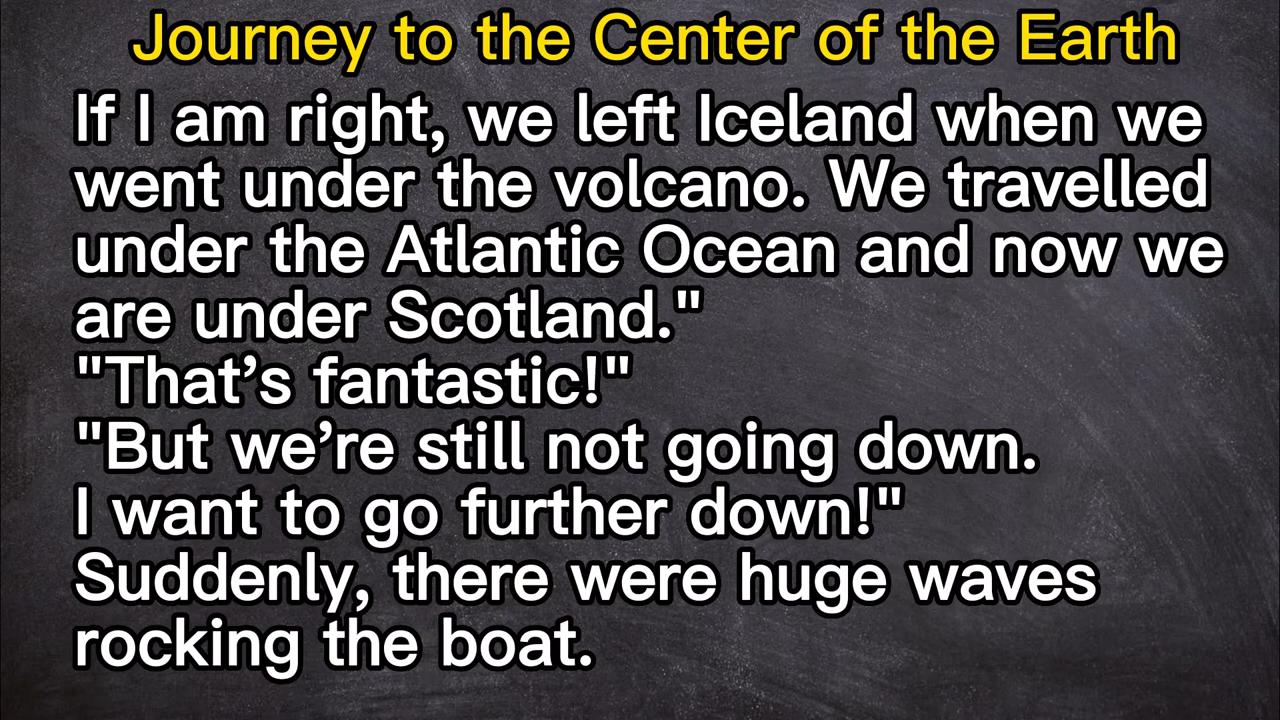 Journey to the Center of the Earth
If I am right, we left Iceland when we
went under the volcano. We travelled
under the Atlantic Ocean and now we
are under Scotland."
"That’s fantastic!"
"But we’re still not going down.
I want to go further down!"
Suddenly, there were huge waves
rocking the boat.